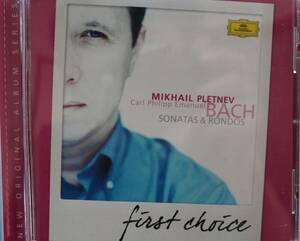 MIKHAIL PLETNEV
Carl Philipp Emanuel
BACH
SONATAS & RONDOS
first choice
NEW ORIGINAL ALBUM SERIES